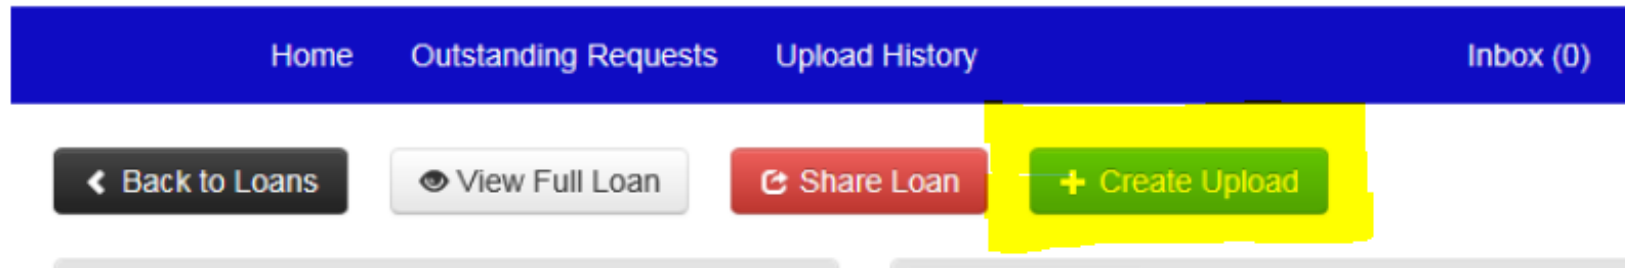 Home Outstanding Requests Upload History Inbox (0)
Back to Loans View Full Loan Share Loan Create Upload